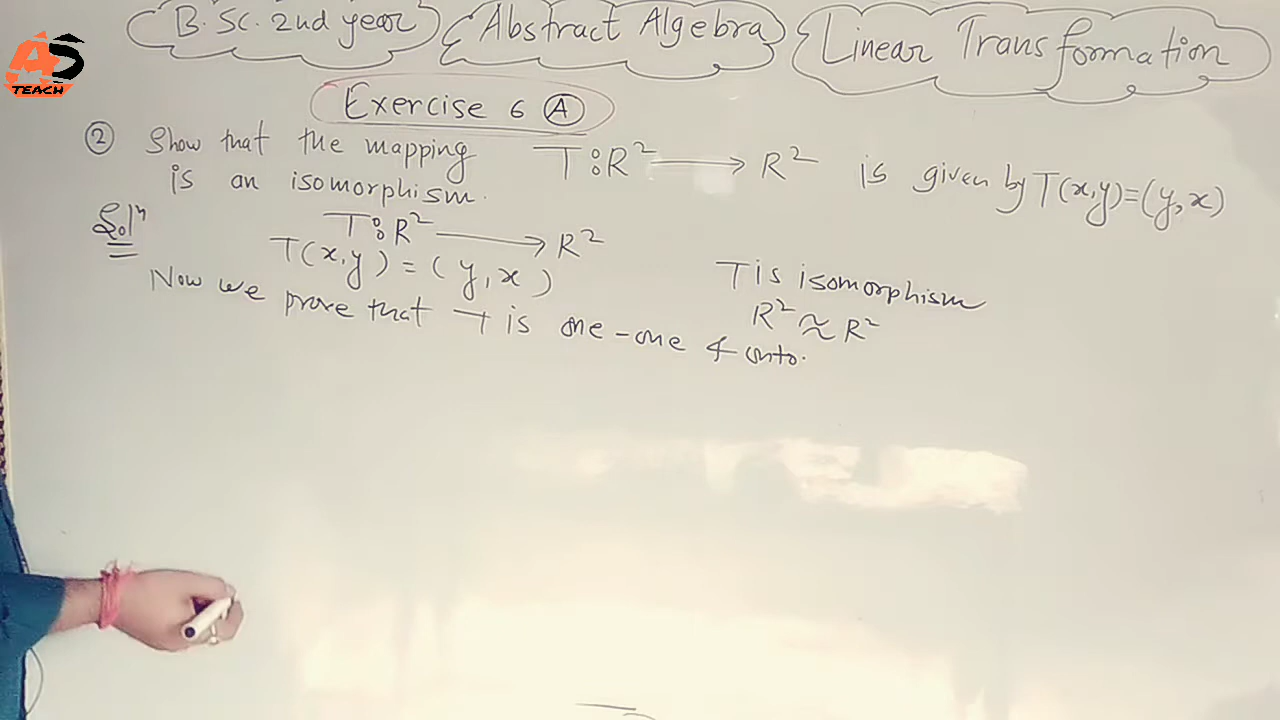 AS
TEACH
B.Sc. 2nd year Abstract Algebra Linear Transformation
Exercise 6 (A)
(2) Show that the mapping T:R² → R² is given by T(x,y)=(y,x)
is an isomorphism.
Solⁿ T:R² → R²
T(x,y) = (y,x)
T is isomorphism
R² ≈ R²
Now we prove that T is one-one & onto.